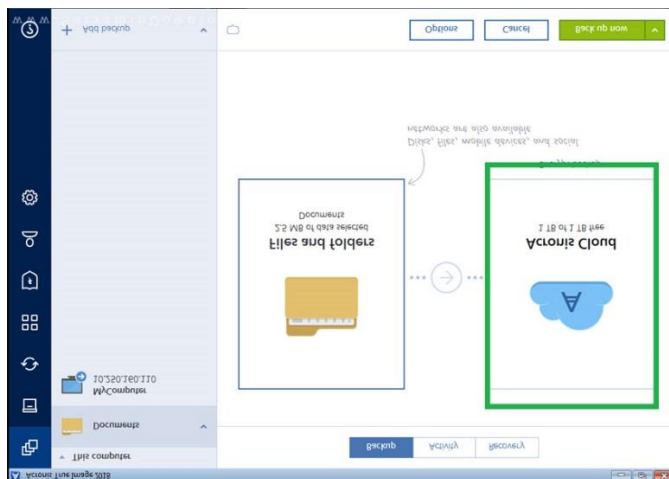 Acronis True Image 2018
This computer
Documents
MyComputer
10.250.160.110
Add backup
Backup
Activity
Recovery
Files and folders
2.5 MB of data selected
Documents
Acronis Cloud
1 TB of 1 TB free
Disks, files, mobile devices, and social
networks are also available
Options
Cancel
Back up now